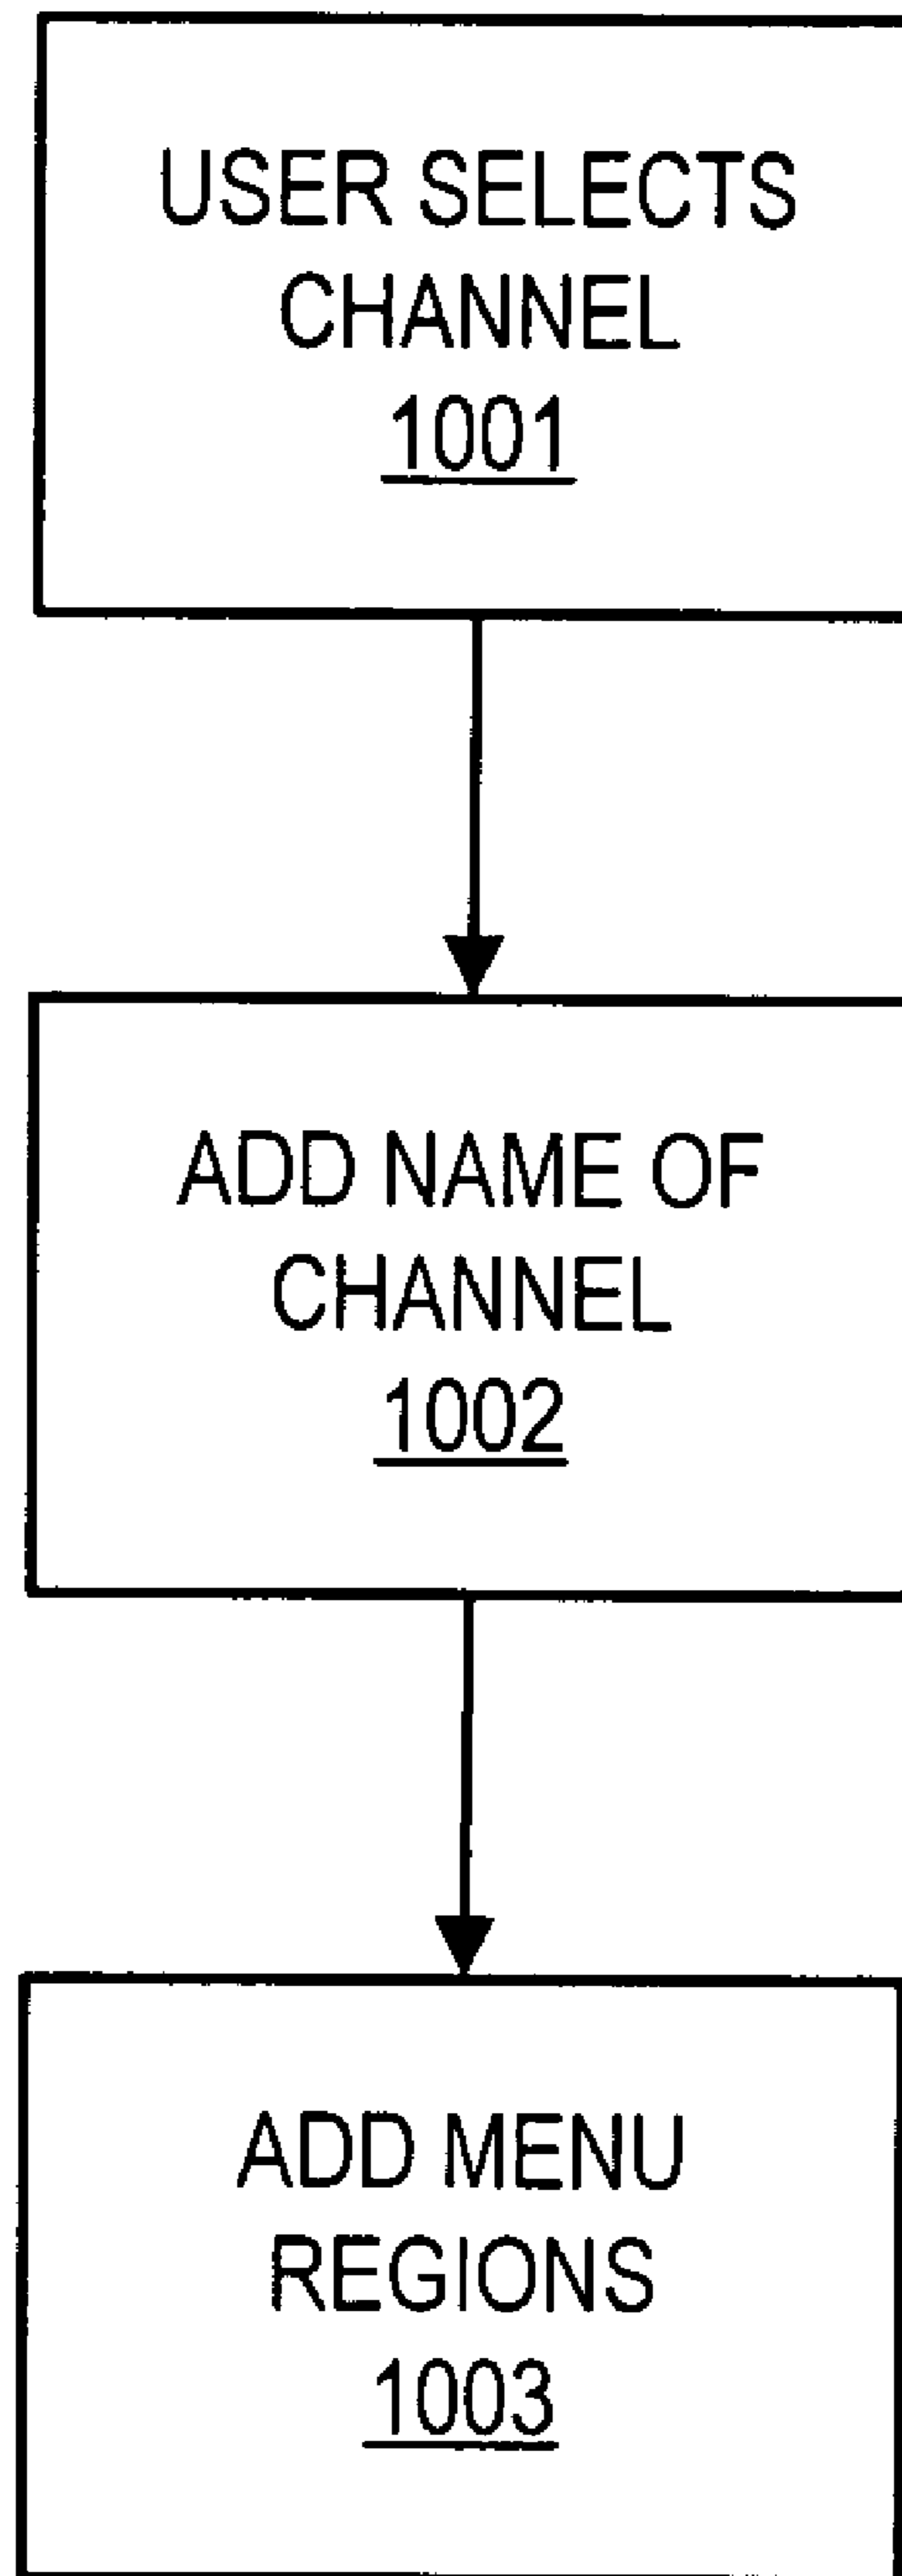 USER SELECTS
CHANNEL
1001
ADD NAME OF
CHANNEL
1002
ADD MENU
REGIONS
1003